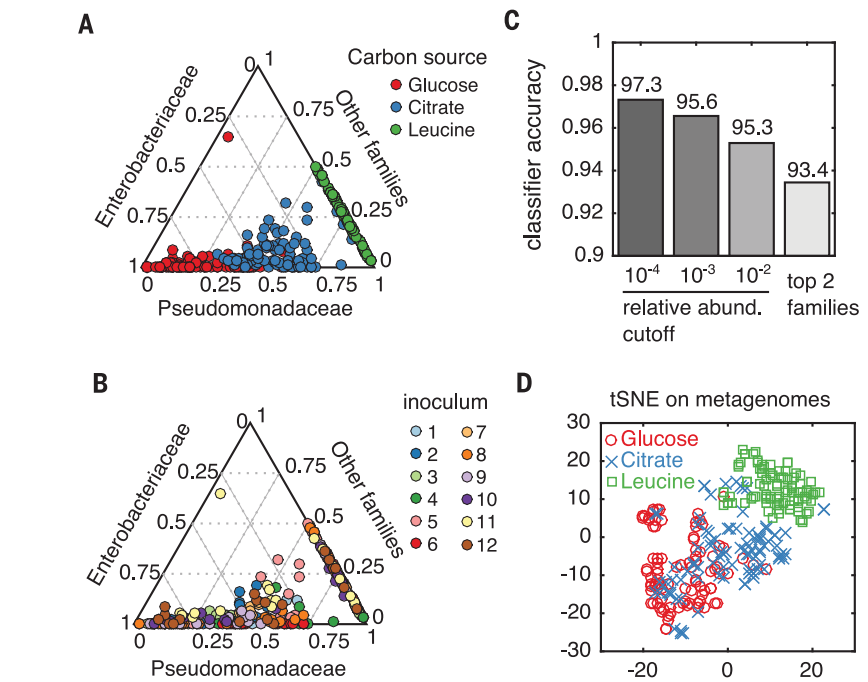 A
Carbon source
Glucose
Citrate
Leucine
Enterobacteriaceae
Other families
0 1
0.25 0.75
0.5 0.5
0.75 0.25
1 0
0 0.25 0.5 0.75 1
Pseudomonadaceae
C
classifier accuracy
1
0.98
0.96
0.94
0.92
0.9
97.3
95.6
95.3
93.4
10⁻⁴ 10⁻³ 10⁻² top 2
relative abund. families
cutoff
B
inoculum
1 7
2 8
3 9
4 10
5 11
6 12
Enterobacteriaceae
Other families
0 1
0.25 0.75
0.5 0.5
0.75 0.25
1 0
0 0.25 0.5 0.75 1
Pseudomonadaceae
D
tSNE on metagenomes
Glucose
Citrate
Leucine
30
20
10
0
-10
-20
-30
-20 0 20